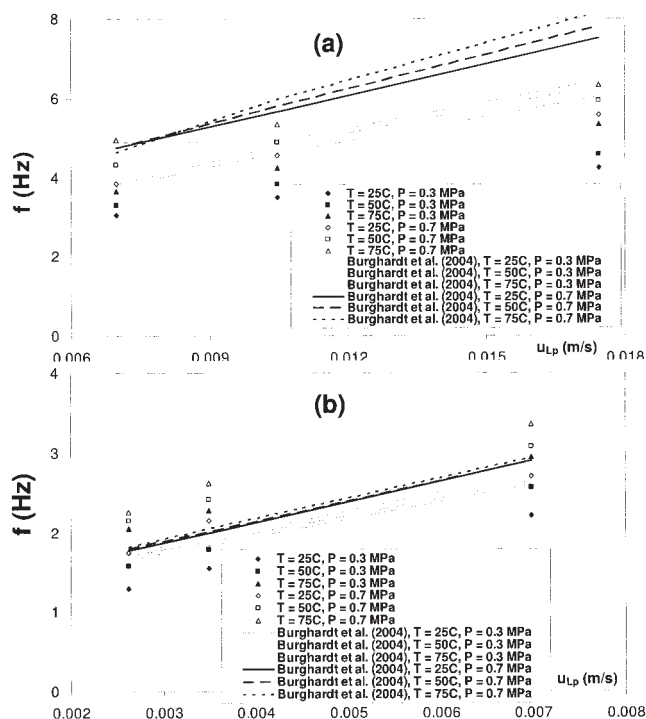 8
(a)
6
f (Hz)
4
T = 25C, P = 0.3 MPa
T = 50C, P = 0.3 MPa
T = 75C, P = 0.3 MPa
T = 25C, P = 0.7 MPa
T = 50C, P = 0.7 MPa
T = 75C, P = 0.7 MPa
2
Burghardt et al. (2004), T = 25C, P = 0.3 MPa
Burghardt et al. (2004), T = 50C, P = 0.3 MPa
Burghardt et al. (2004), T = 75C, P = 0.3 MPa
Burghardt et al. (2004), T = 25C, P = 0.7 MPa
Burghardt et al. (2004), T = 50C, P = 0.7 MPa
Burghardt et al. (2004), T = 75C, P = 0.7 MPa
0
0.006 0.009 0.012 0.015 0.018
uLp (m/s)
4
(b)
3
f (Hz)
2
T = 25C, P = 0.3 MPa
T = 50C, P = 0.3 MPa
T = 75C, P = 0.3 MPa
T = 25C, P = 0.7 MPa
T = 50C, P = 0.7 MPa
T = 75C, P = 0.7 MPa
1
Burghardt et al. (2004), T = 25C, P = 0.3 MPa
Burghardt et al. (2004), T = 50C, P = 0.3 MPa
Burghardt et al. (2004), T = 75C, P = 0.3 MPa
Burghardt et al. (2004), T = 25C, P = 0.7 MPa
Burghardt et al. (2004), T = 50C, P = 0.7 MPa
Burghardt et al. (2004), T = 75C, P = 0.7 MPa
uLp (m/s)
0
0.002 0.003 0.004 0.005 0.006 0.007 0.008